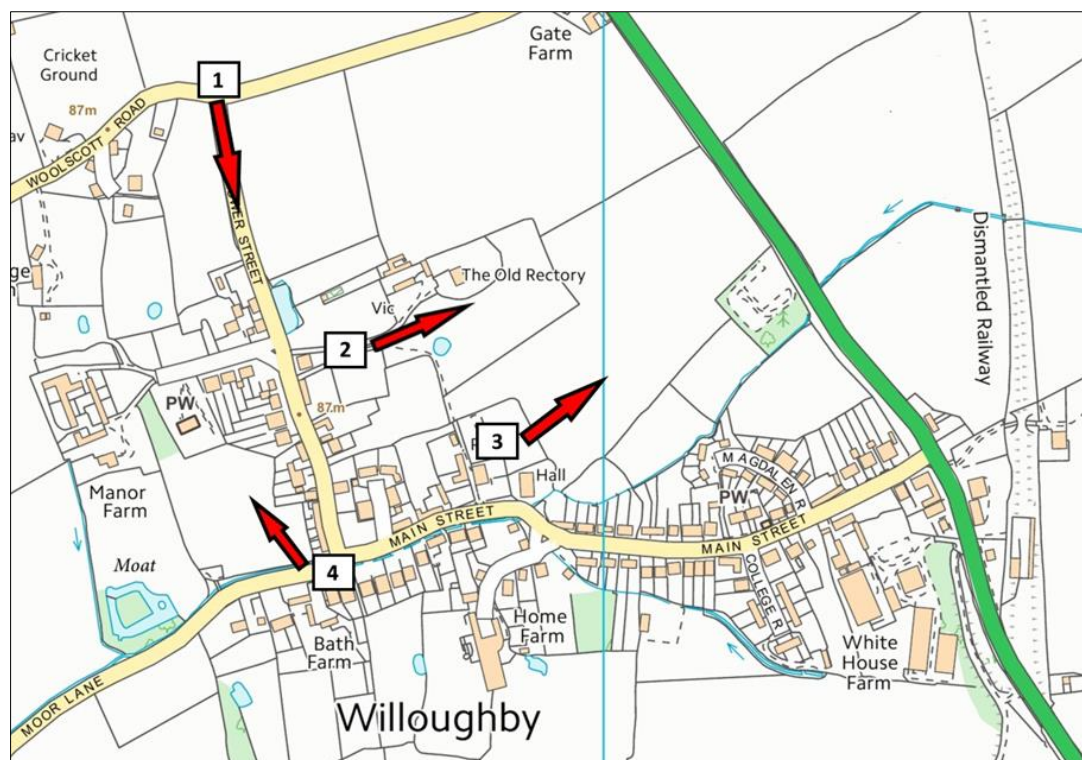 Cricket
Ground
87m
WOOLSCOTT ROAD
1
Gate
Farm
STREET
The Old Rectory
Vic
2
Dismantled Railway
PW
87m
3
Hall
MAGDALEN R
PW
Manor
Farm
MAIN STREET
MAIN STREET
Moat
4
COLLEGE R
Bath
Farm
Home
Farm
White
House
Farm
MOOR LANE
Willoughby